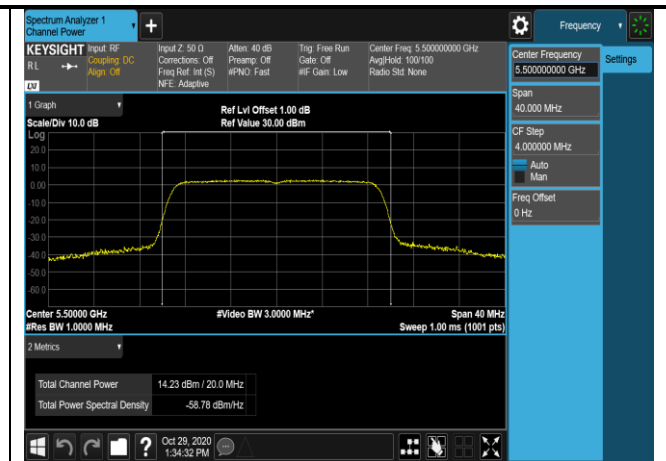 Spectrum Analyzer 1
Channel Power
+
Frequency
KEYSIGHT
RL
LXI
Input: RF
Coupling: DC
Align: Off
Input Z: 50 Ω
Corrections: Off
Freq Ref: Int (S)
NFE: Adaptive
Atten: 40 dB
Preamp: Off
#PNO: Fast
Trig: Free Run
Gate: Off
#IF Gain: Low
Center Freq: 5.500000000 GHz
Avg|Hold: 100/100
Radio Std: None
Center Frequency
5.500000000 GHz
Settings
Span
40.000 MHz
CF Step
4.000000 MHz
Auto
Man
Freq Offset
0 Hz
1 Graph
Scale/Div 10.0 dB
Ref Lvl Offset 1.00 dB
Ref Value 30.00 dBm
Log
20.0
10.0
0.00
-10.0
-20.0
-30.0
-40.0
-50.0
-60.0
Center 5.50000 GHz
#Video BW 3.0000 MHz*
Span 40 MHz
#Res BW 1.0000 MHz
Sweep 1.00 ms (1001 pts)
2 Metrics
Total Channel Power 14.23 dBm / 20.0 MHz
Total Power Spectral Density -58.78 dBm/Hz
?
Oct 29, 2020
1:34:32 PM